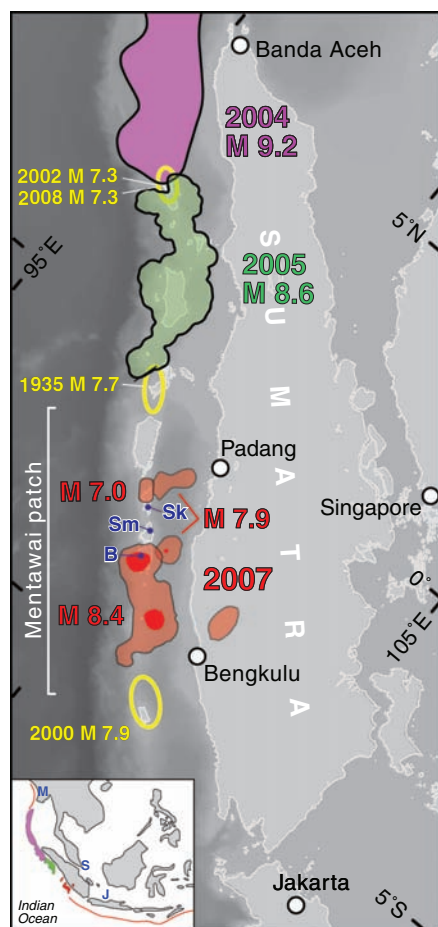 Banda Aceh
2004
M 9.2
2002 M 7.3
2008 M 7.3
5°N
95°E
2005
M 8.6
SUMATRA
1935 M 7.7
Padang
Mentawai patch
M 7.0
Sk
Singapore
Sm
M 7.9
B
2007
0°
M 8.4
105°E
Bengkulu
2000 M 7.9
M
S
J
Indian
Ocean
Jakarta
5°S